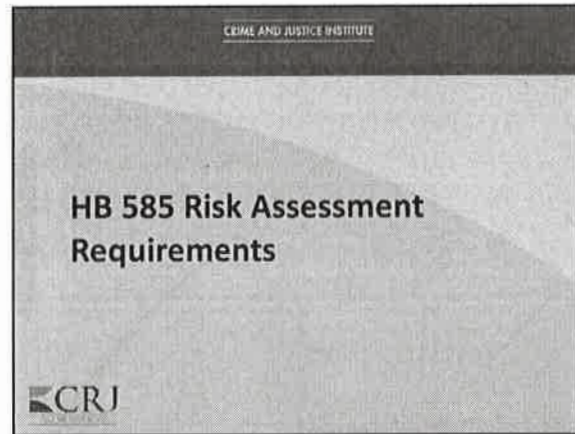 CRIME AND JUSTICE INSTITUTE
HB 585 Risk Assessment
Requirements
CRJ